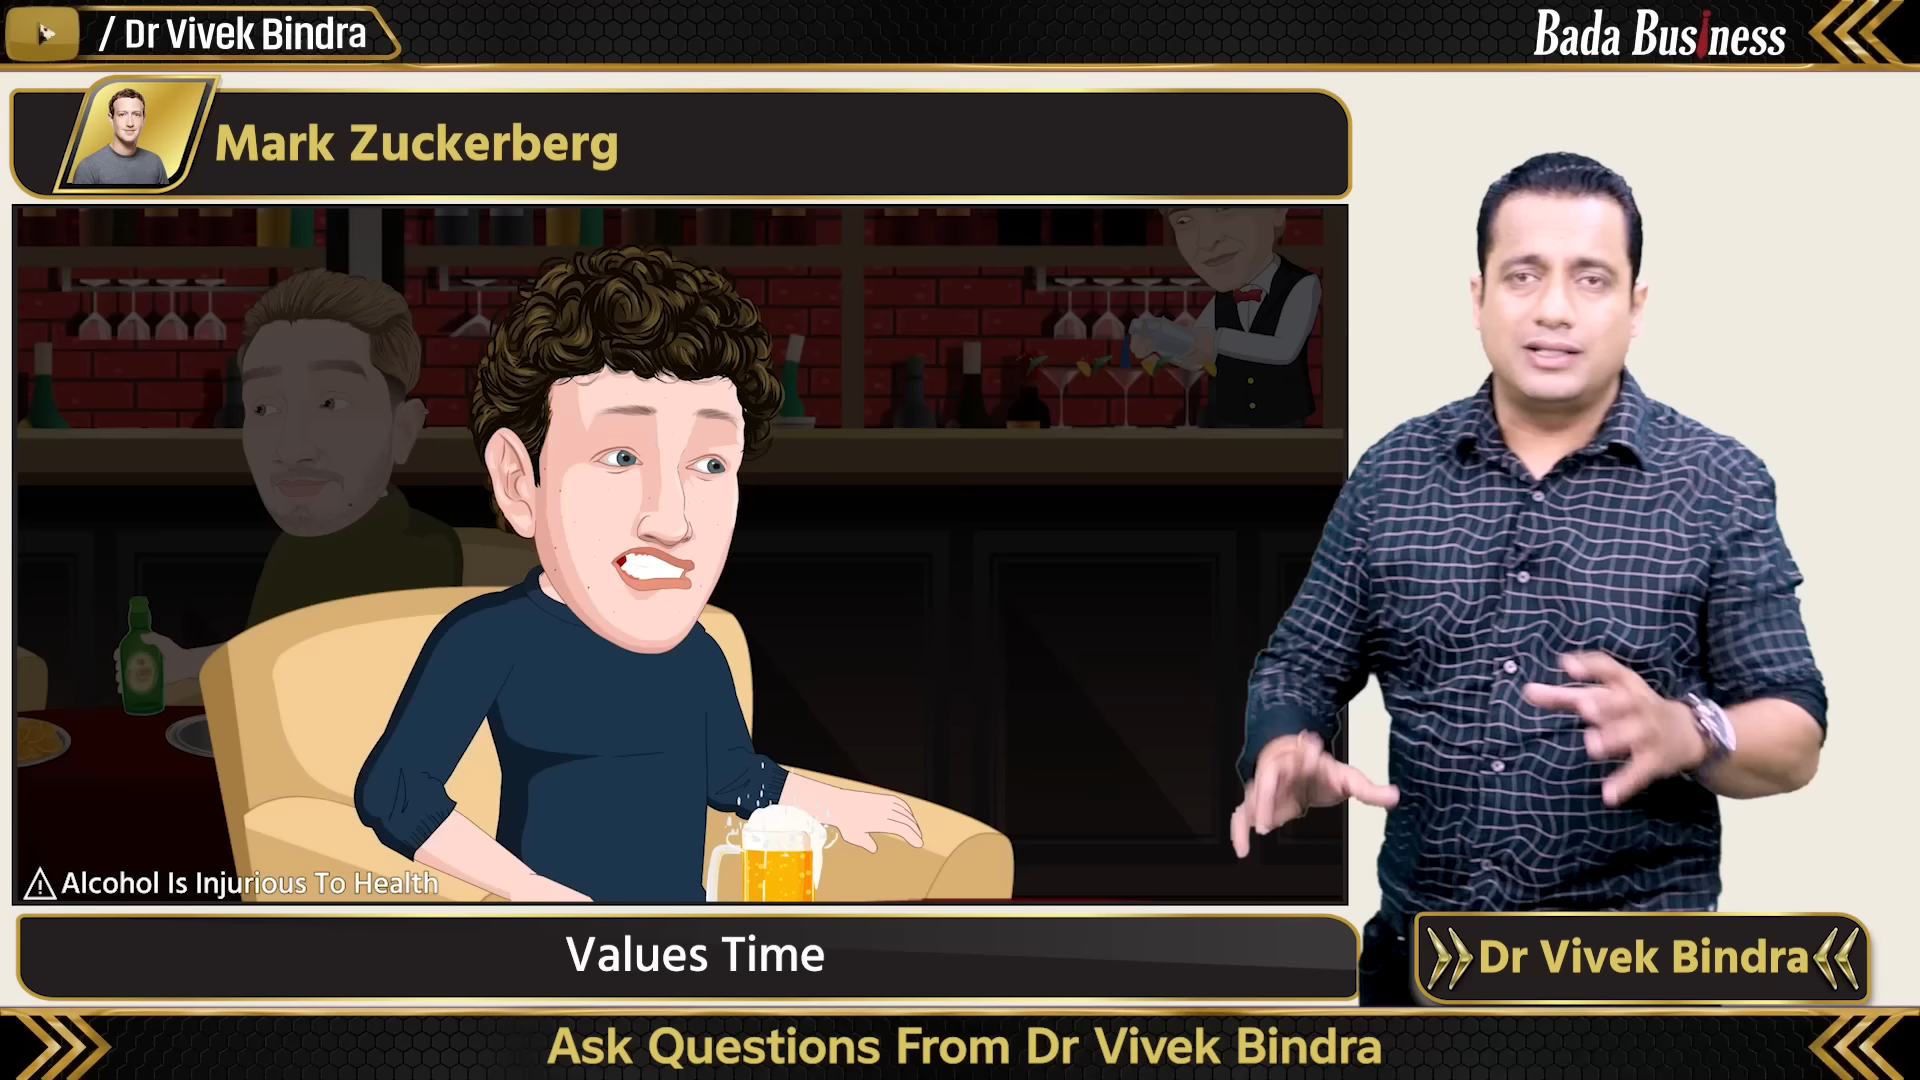 / Dr Vivek Bindra
Bada Business
Mark Zuckerberg
Alcohol Is Injurious To Health
Values Time
Dr Vivek Bindra
Ask Questions From Dr Vivek Bindra